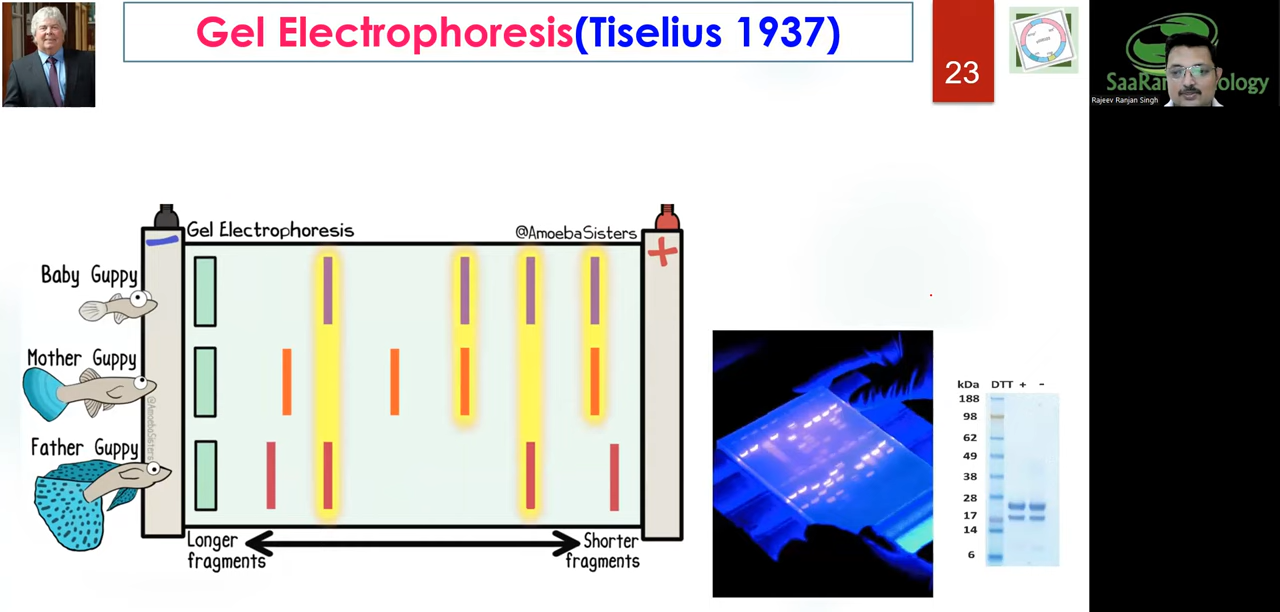 Gel Electrophoresis(Tiselius 1937)
23
Rajeev Ranjan Singh
Gel Electrophoresis
@AmoebaSisters
Baby Guppy
Mother Guppy
@AmoebaSisters
Father Guppy
Longer
fragments
Shorter
fragments
kDa DTT + -
188
98
62
49
38
28
17
14
6